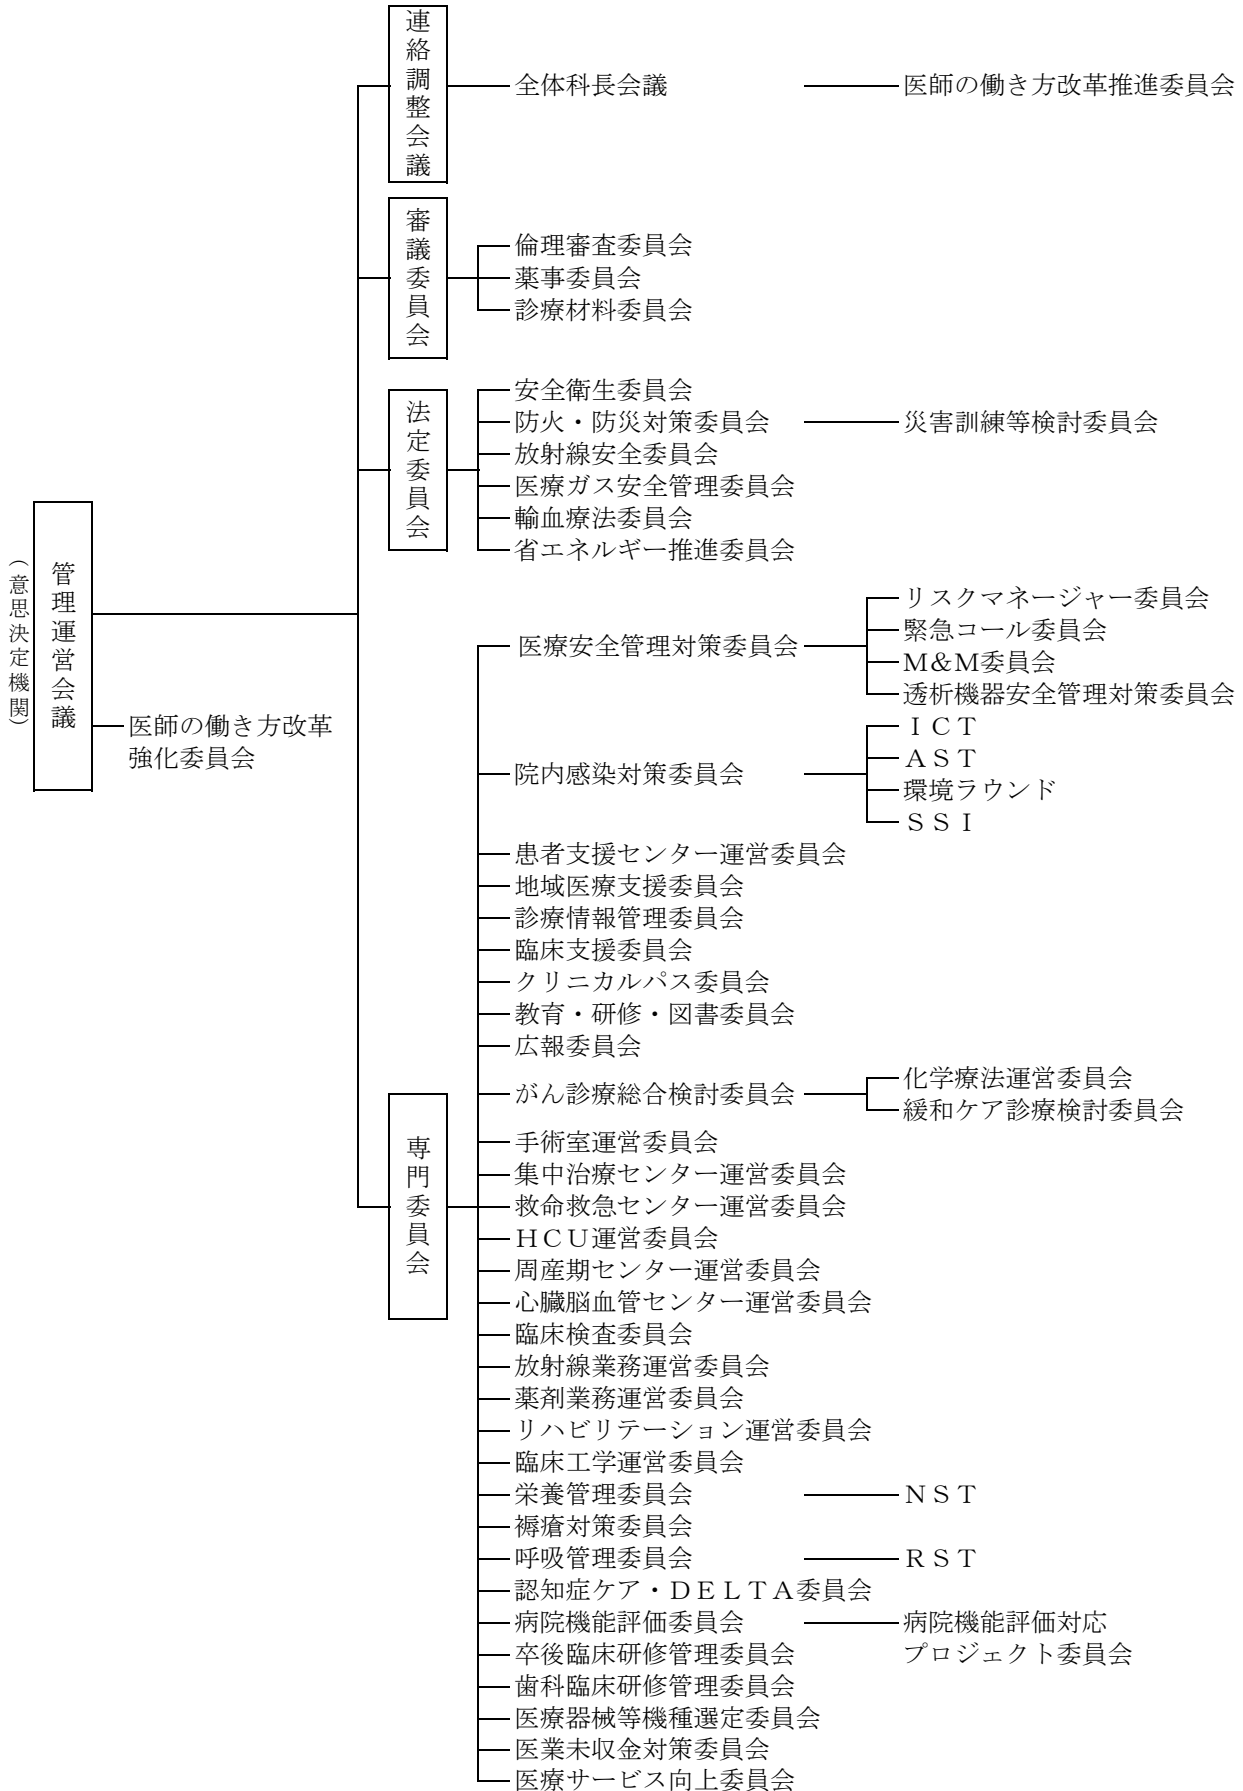 管理運営会議
（意思決定機関）
医師の働き方改革
強化委員会
連絡調整会議
全体科長会議
医師の働き方改革推進委員会
審議委員会
倫理審査委員会
薬事委員会
診療材料委員会
法定委員会
安全衛生委員会
防火・防災対策委員会
災害訓練等検討委員会
放射線安全委員会
医療ガス安全管理委員会
輸血療法委員会
省エネルギー推進委員会
専門委員会
医療安全管理対策委員会
リスクマネージャー委員会
緊急コール委員会
M&M委員会
透析機器安全管理対策委員会
院内感染対策委員会
ＩＣＴ
ＡＳＴ
環境ラウンド
ＳＳＩ
患者支援センター運営委員会
地域医療支援委員会
診療情報管理委員会
臨床支援委員会
クリニカルパス委員会
教育・研修・図書委員会
広報委員会
がん診療総合検討委員会
化学療法運営委員会
緩和ケア診療検討委員会
手術室運営委員会
集中治療センター運営委員会
救命救急センター運営委員会
ＨＣＵ運営委員会
周産期センター運営委員会
心臓脳血管センター運営委員会
臨床検査委員会
放射線業務運営委員会
薬剤業務運営委員会
リハビリテーション運営委員会
臨床工学運営委員会
栄養管理委員会
ＮＳＴ
褥瘡対策委員会
呼吸管理委員会
ＲＳＴ
認知症ケア・ＤＥＬＴＡ委員会
病院機能評価委員会
病院機能評価対応
プロジェクト委員会
卒後臨床研修管理委員会
歯科臨床研修管理委員会
医療器械等機種選定委員会
医業未収金対策委員会
医療サービス向上委員会